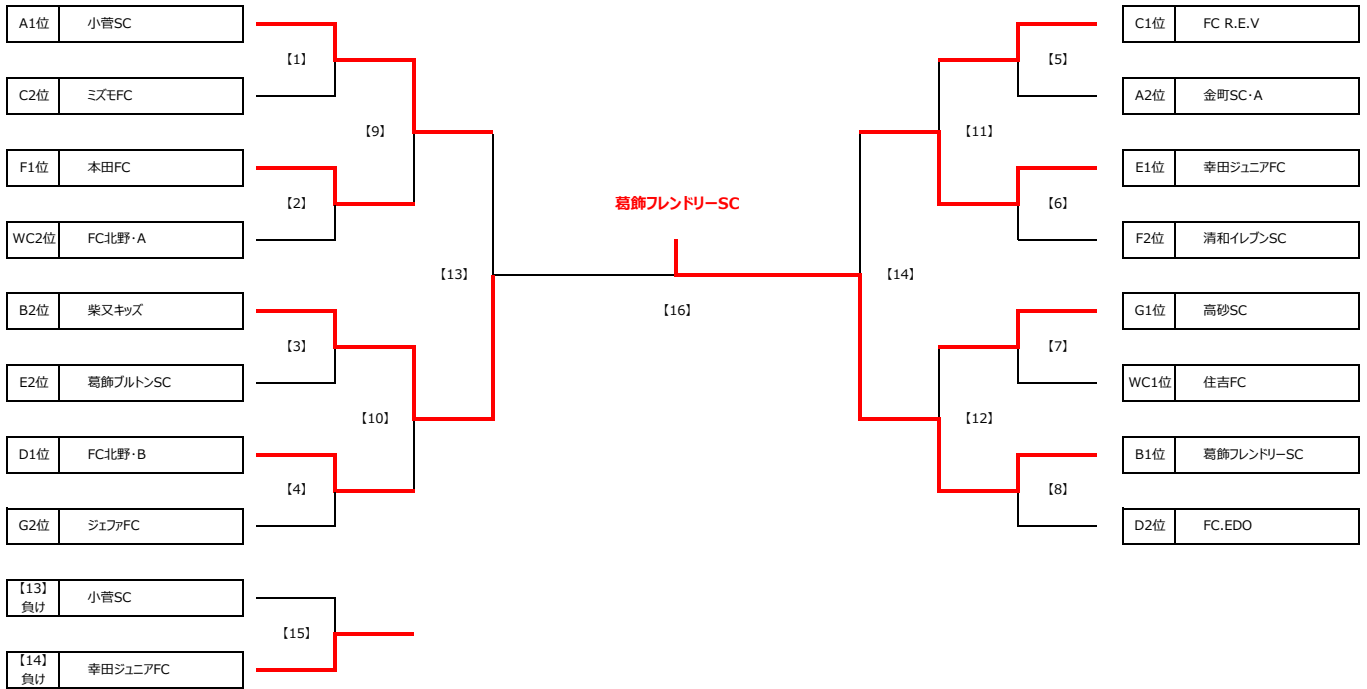 A1位 小菅SC
【1】
C2位 ミズモFC
【9】
F1位 本田FC
【2】
WC2位 FC北野・A
【13】
B2位 柴又キッズ
【3】
E2位 葛飾ブルトンSC
【10】
D1位 FC北野・B
【4】
G2位 ジェファFC
【13】
負け 小菅SC
【15】
【14】
負け 幸田ジュニアFC
葛飾フレンドリーSC
【16】
C1位 FC R.E.V
【5】
A2位 金町SC・A
【11】
E1位 幸田ジュニアFC
【6】
F2位 清和イレブンSC
【14】
G1位 高砂SC
【7】
WC1位 住吉FC
【12】
B1位 葛飾フレンドリーSC
【8】
D2位 FC.EDO